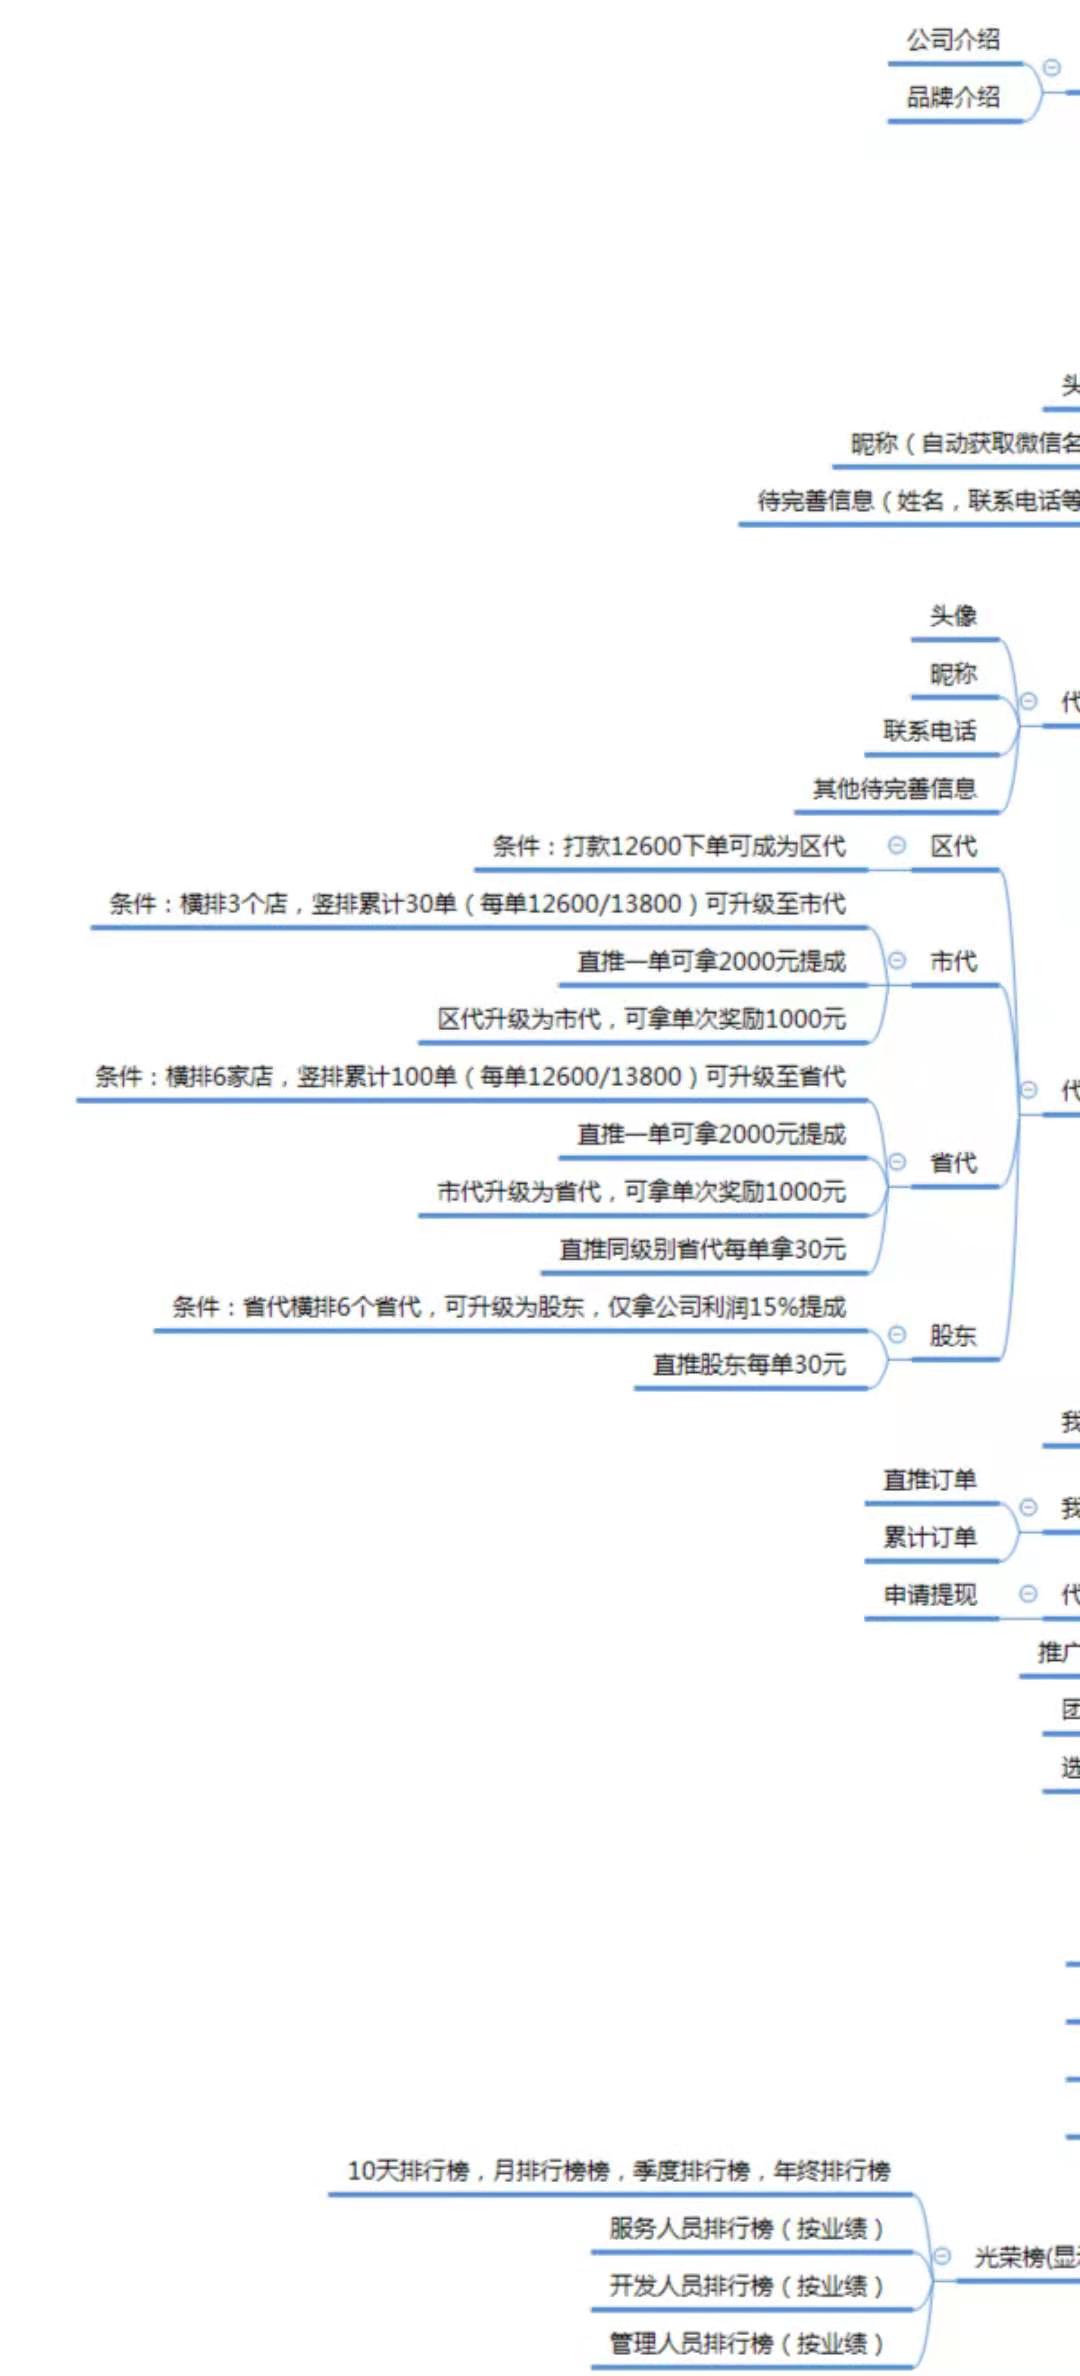 公司介绍
品牌介绍
头
昵称（自动获取微信名
待完善信息（姓名，联系电话等
头像
昵称
代
联系电话
其他待完善信息
条件：打款12600下单可成为区代
区代
条件：横排3个店，竖排累计30单（每单12600/13800）可升级至市代
直推一单可拿2000元提成
市代
区代升级为市代，可拿单次奖励1000元
条件：横排6家店，竖排累计100单（每单12600/13800）可升级至省代
代
直推一单可拿2000元提成
省代
市代升级为省代，可拿单次奖励1000元
直推同级别省代每单拿30元
条件：省代横排6个省代，可升级为股东，仅拿公司利润15%提成
股东
直推股东每单30元
我
直推订单
我
累计订单
申请提现
代
推广
团
选
10天排行榜，月排行榜榜，季度排行榜，年终排行榜
服务人员排行榜（按业绩）
光荣榜(显
开发人员排行榜（按业绩）
管理人员排行榜（按业绩）